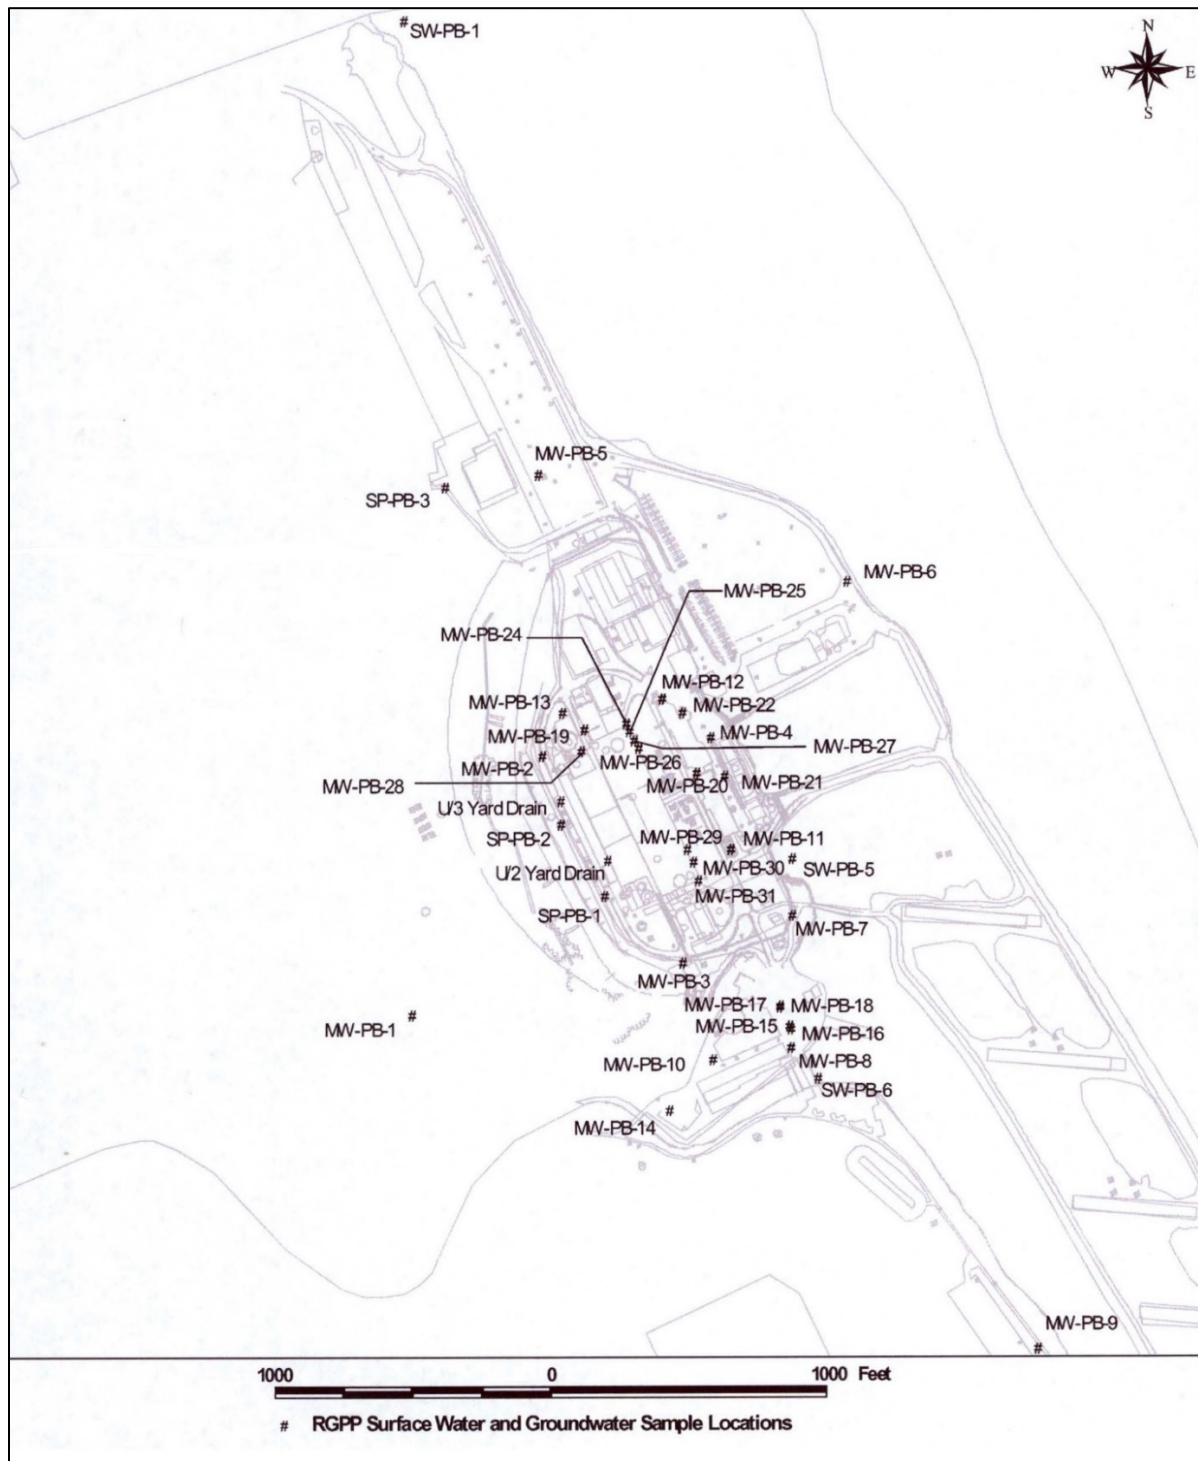 SW-PB-1
N
W
E
S
MW-PB-5
SP-PB-3
MW-PB-6
MW-PB-25
MW-PB-24
MW-PB-12
MW-PB-13
MW-PB-22
MW-PB-19
MW-PB-4
MW-PB-27
MW-PB-2
MW-PB-26
MW-PB-28
MW-PB-20
MW-PB-21
U/3 Yard Drain
SP-PB-2
MW-PB-29
MW-PB-11
U/2 Yard Drain
MW-PB-30
SW-PB-5
MW-PB-31
SP-PB-1
MW-PB-7
MW-PB-3
MW-PB-17
MW-PB-18
MW-PB-1
MW-PB-15
MW-PB-16
MW-PB-10
MW-PB-8
SW-PB-6
MW-PB-14
MW-PB-9
1000 0 1000 Feet
# RGPP Surface Water and Groundwater Sample Locations